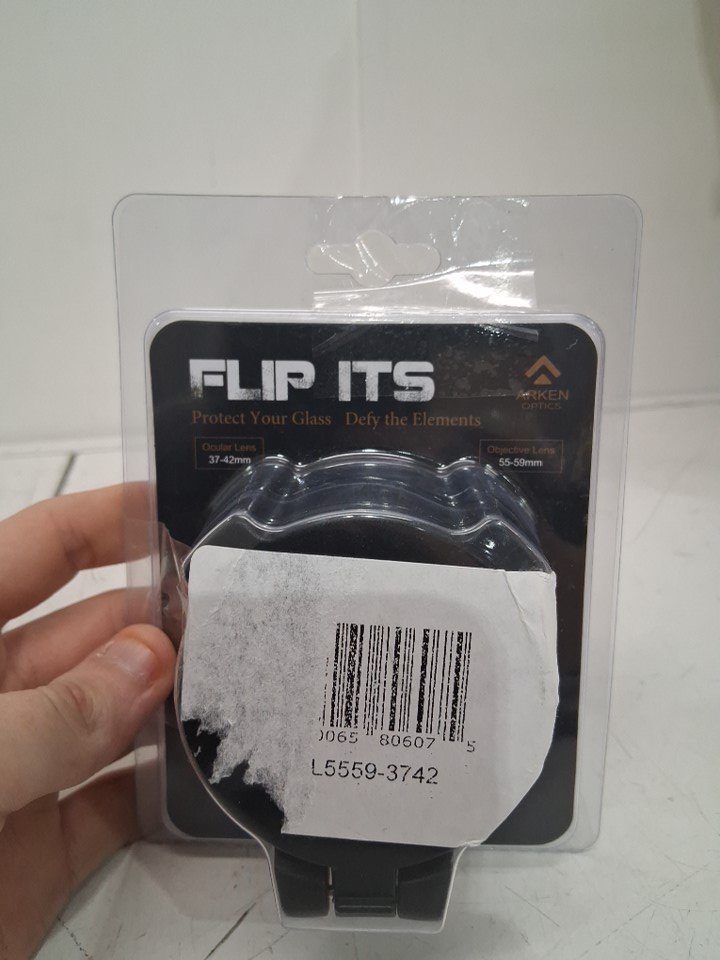 FLIP ITS
ARKEN
OPTICS
Protect Your Glass Defy the Elements
Ocular Lens
37-42mm
Objective Lens
55-59mm
0065 80607 5
L5559-3742